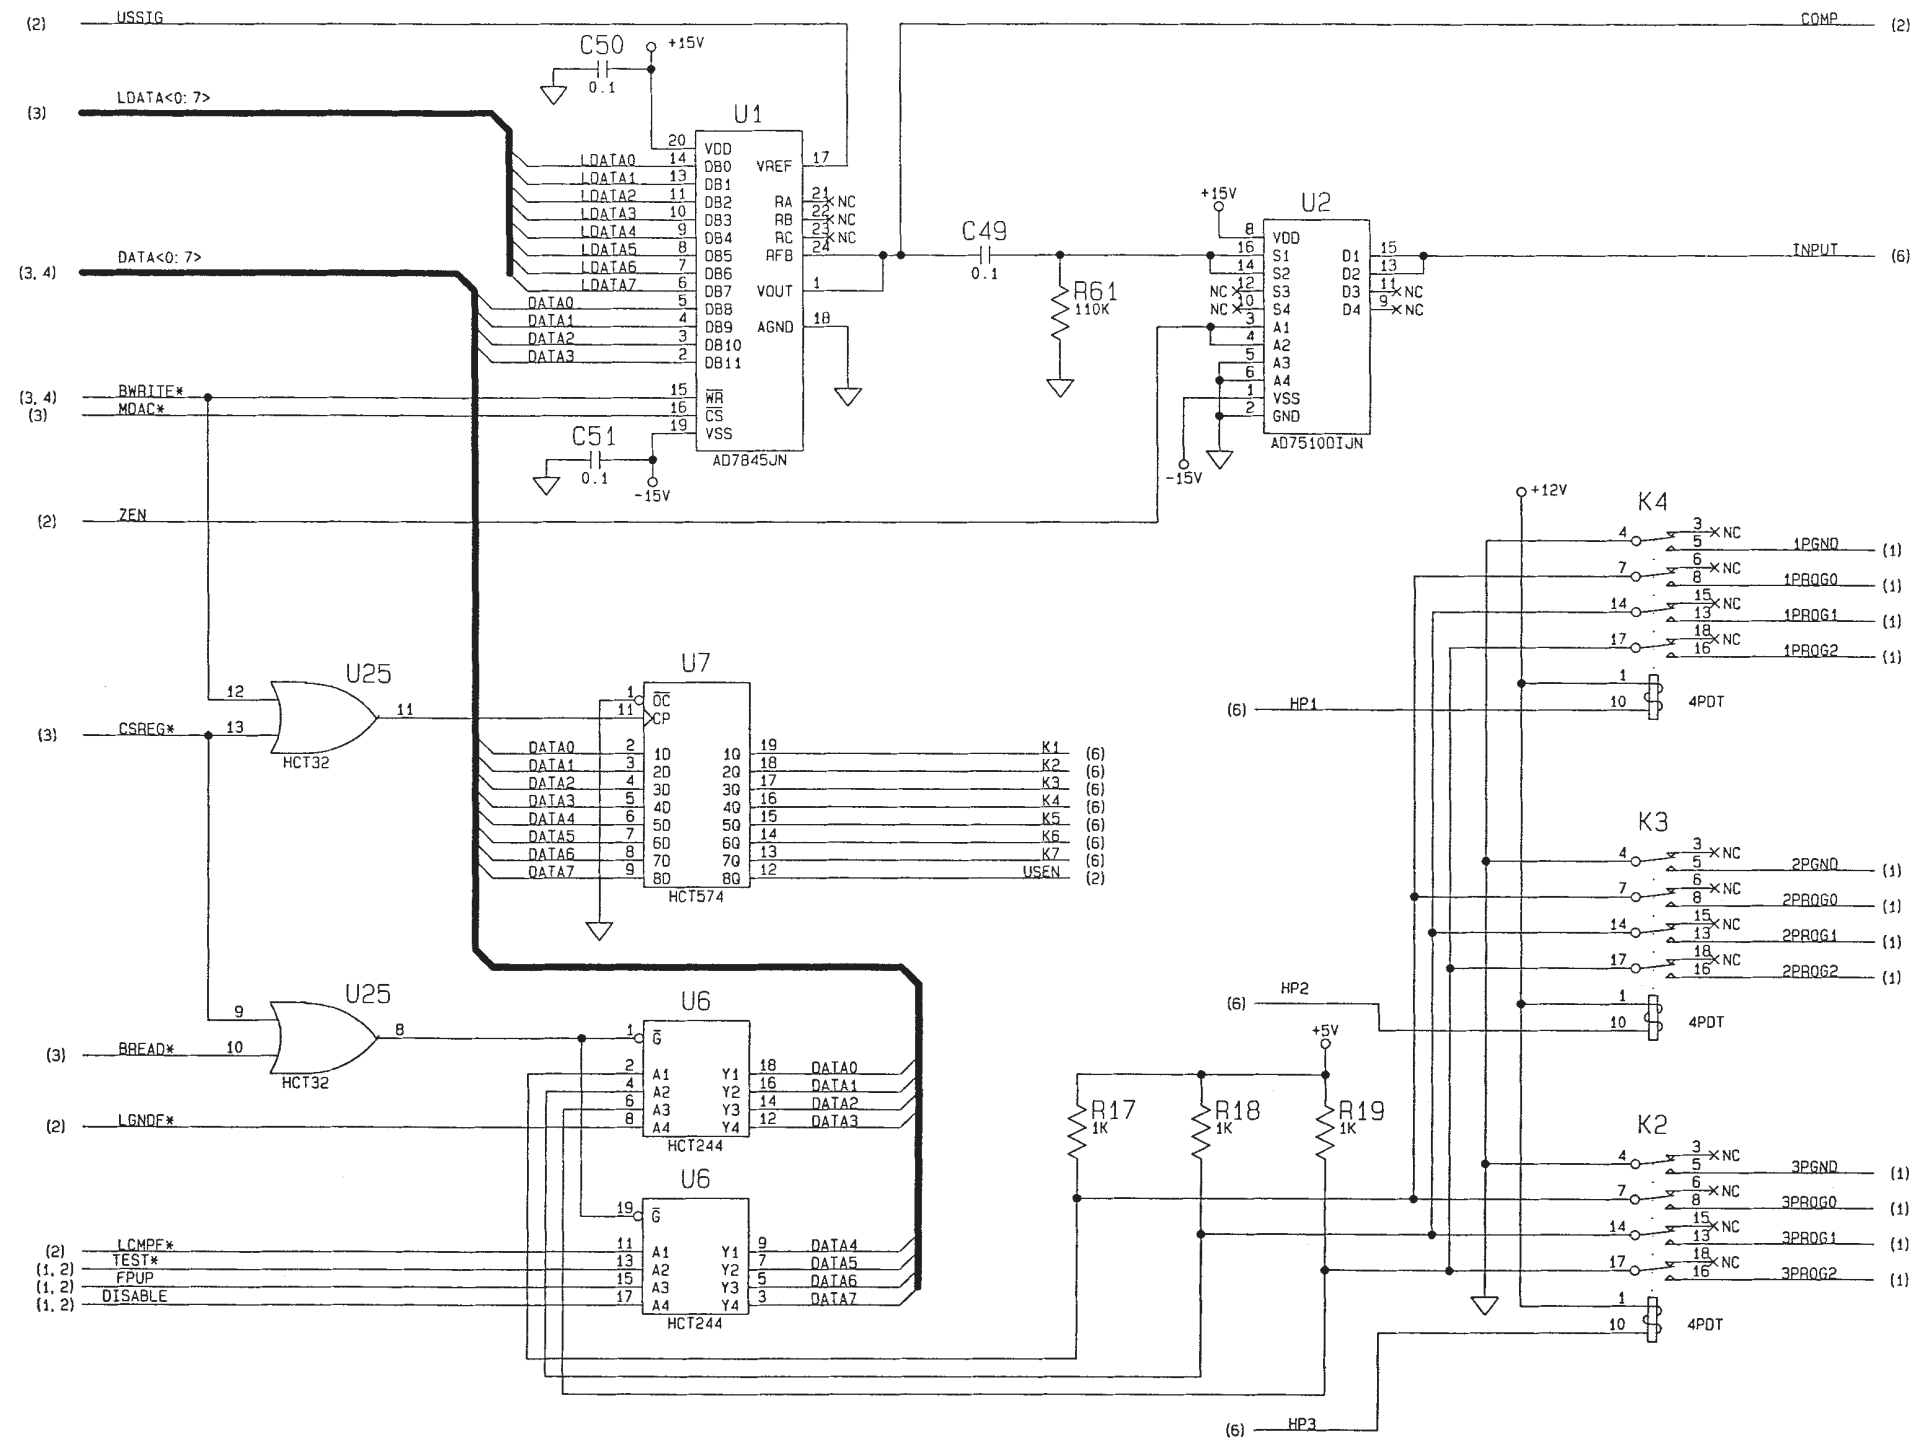 (2) USSIG COMP (2)
C50 +15V
0.1
(3) LDATA<0:7>
U1
20 VDD
LDATA0 14 DB0 VREF 17
LDATA1 13 DB1
LDATA2 11 DB2 RA 21 NC
LDATA3 10 DB3 RB 22 NC
LDATA4 9 DB4 RC 23 NC
LDATA5 8 DB5 RFB 24
LDATA6 7 DB6
LDATA7 6 DB7 VOUT 1
(3,4) DATA<0:7>
DATA0 5 DB8
DATA1 4 DB9 AGND 18
DATA2 3 DB10
DATA3 2 DB11
(3,4) BWRITE* 15 WR
(3) MDAC* 16 CS
19 VSS
AD7845JN
C51
0.1
-15V
C49
0.1
R61
110K
+15V
U2
8 VDD
16 S1 D1 15 INPUT (6)
14 S2 D2 13
NC 12 S3 D3 11 NC
NC 10 S4 D4 9 NC
3 A1
4 A2
5 A3
6 A4
1 VSS
2 GND
AD7510DIJN
-15V
(2) ZEN
+12V
K4
4 3 NC
5 1PGND (1)
7 6 NC
8 1PROG0 (1)
14 15 NC
13 1PROG1 (1)
17 18 NC
16 1PROG2 (1)
1
(6) HP1 10 4PDT
U25
12
(3) CSREG* 13 11
HCT32
U7
1 OC
11 CP
DATA0 2 1D 1Q 19 K1 (6)
DATA1 3 2D 2Q 18 K2 (6)
DATA2 4 3D 3Q 17 K3 (6)
DATA3 5 4D 4Q 16 K4 (6)
DATA4 6 5D 5Q 15 K5 (6)
DATA5 7 6D 6Q 14 K6 (6)
DATA6 8 7D 7Q 13 K7 (6)
DATA7 9 8D 8Q 12 USEN (2)
HCT574
K3
4 3 NC
5 2PGND (1)
7 6 NC
8 2PROG0 (1)
14 15 NC
13 2PROG1 (1)
17 18 NC
16 2PROG2 (1)
1
(6) HP2 10 4PDT
U25
9
(3) BREAD* 10 8
HCT32
U6
1 G
2 A1 Y1 18 DATA0
4 A2 Y2 16 DATA1
6 A3 Y3 14 DATA2
(2) LGNDF* 8 A4 Y4 12 DATA3
HCT244
U6
19 G
(2) LCMPF* 11 A1 Y1 9 DATA4
(1,2) TEST* 13 A2 Y2 7 DATA5
(1,2) FPUP 15 A3 Y3 5 DATA6
(1,2) DISABLE 17 A4 Y4 3 DATA7
HCT244
+5V
R17 R18 R19
1K 1K 1K
K2
4 3 NC
5 3PGND (1)
7 6 NC
8 3PROG0 (1)
14 15 NC
13 3PROG1 (1)
17 18 NC
16 3PROG2 (1)
1
10 4PDT
(6) HP3